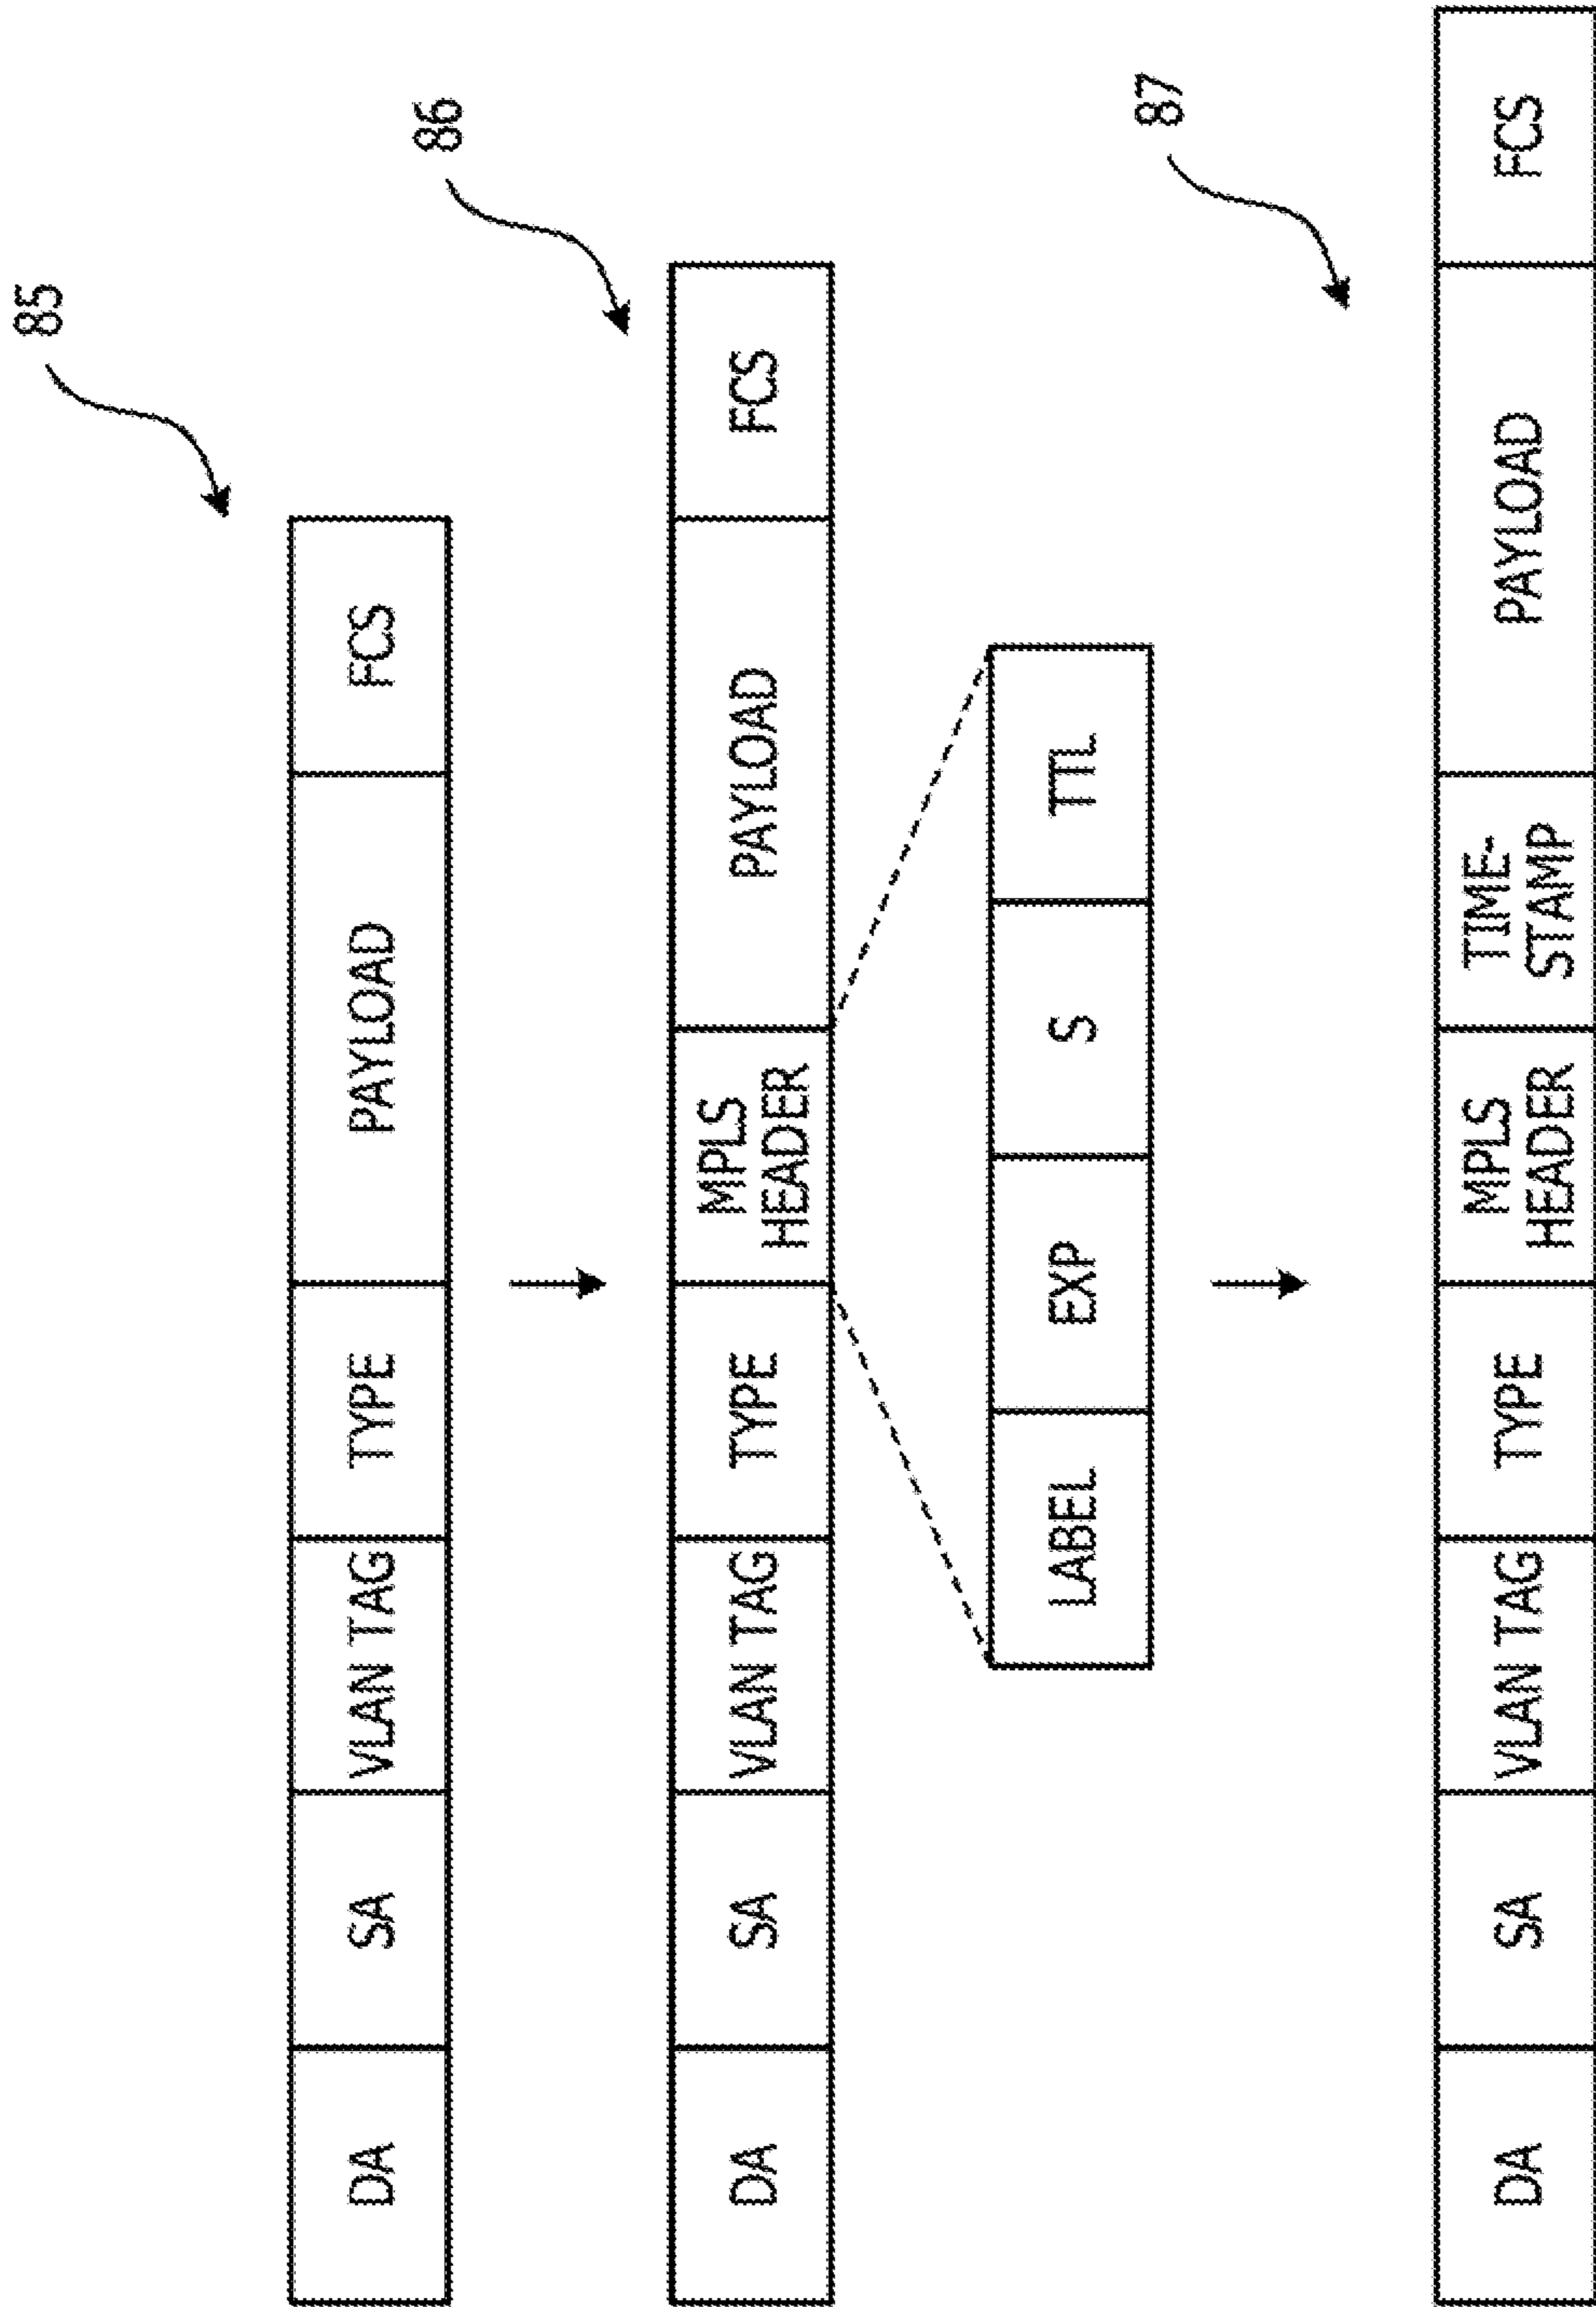 85
DA SA VLAN TAG TYPE PAYLOAD FCS
86
DA SA VLAN TAG TYPE MPLS HEADER PAYLOAD FCS
LABEL EXP S TTL
87
DA SA VLAN TAG TYPE MPLS HEADER TIME-STAMP PAYLOAD FCS